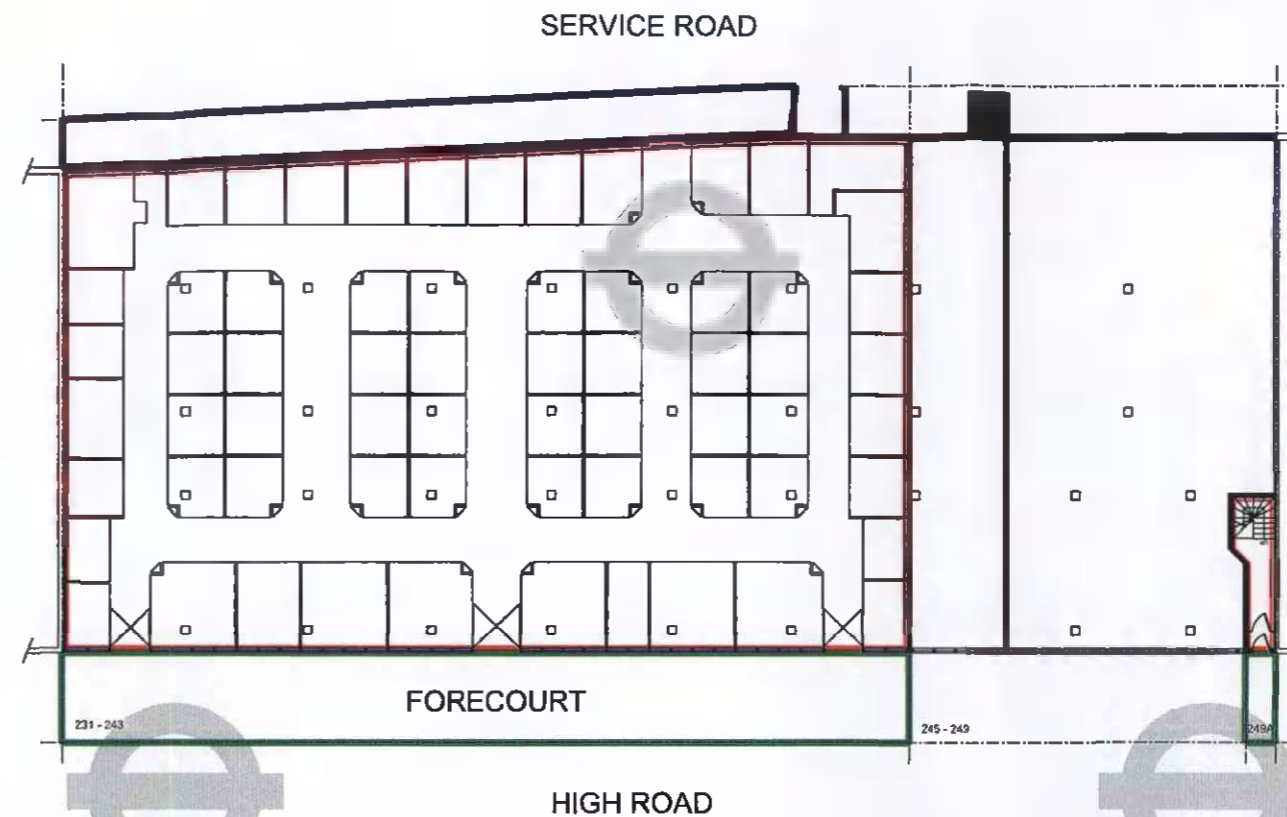 SERVICE ROAD
FORECOURT
231 - 243
245 - 249
249A
HIGH ROAD